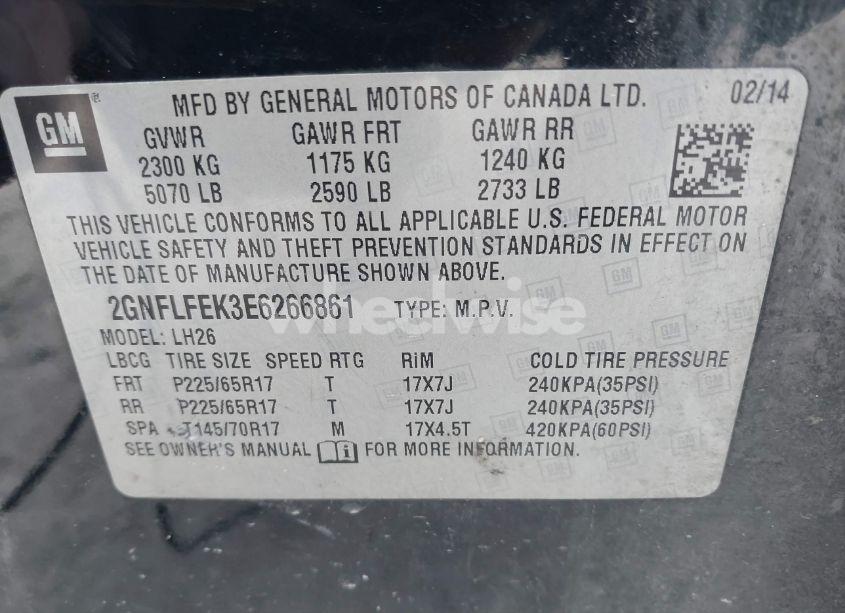 GM
MFD BY GENERAL MOTORS OF CANADA LTD. 02/14
GVWR GAWR FRT GAWR RR
2300 KG 1175 KG 1240 KG
5070 LB 2590 LB 2733 LB
THIS VEHICLE CONFORMS TO ALL APPLICABLE U.S. FEDERAL MOTOR
VEHICLE SAFETY AND THEFT PREVENTION STANDARDS IN EFFECT ON
THE DATE OF MANUFACTURE SHOWN ABOVE.
2GNFLFEK3E6266861 TYPE: M.P.V.
wheelwise
MODEL: LH26
LBCG TIRE SIZE SPEED RTG RiM COLD TIRE PRESSURE
FRT P225/65R17 T 17X7J 240KPA(35PSI)
RR P225/65R17 T 17X7J 240KPA(35PSI)
SPA T145/70R17 M 17X4.5T 420KPA(60PSI)
SEE OWNER'S MANUAL FOR MORE INFORMATION.